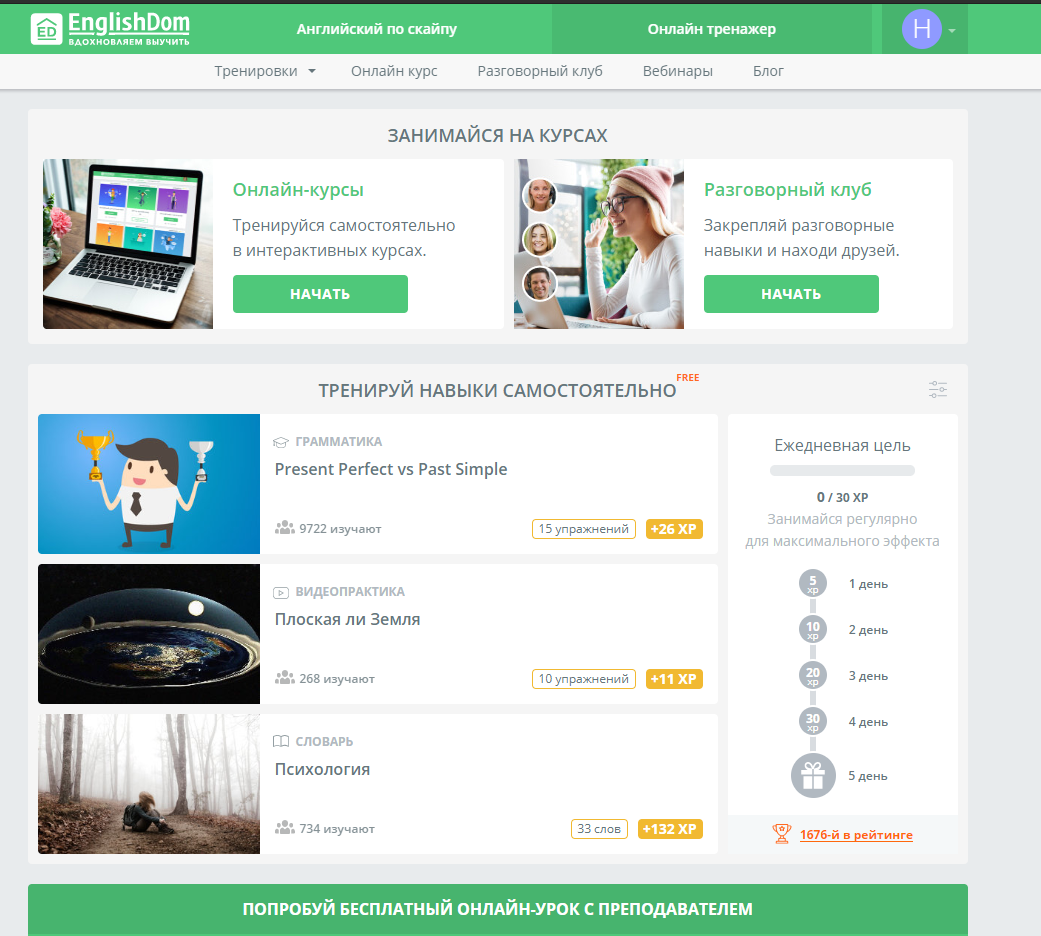 ED EnglishDom
ВДОХНОВЛЯЕМ ВЫУЧИТЬ
Английский по скайпу
Онлайн тренажер
H
Тренировки
Онлайн курс
Разговорный клуб
Вебинары
Блог
ЗАНИМАЙСЯ НА КУРСАХ
Онлайн-курсы
Тренируйся самостоятельно
в интерактивных курсах.
НАЧАТЬ
Разговорный клуб
Закрепляй разговорные
навыки и находи друзей.
НАЧАТЬ
ТРЕНИРУЙ НАВЫКИ САМОСТОЯТЕЛЬНО FREE
ГРАММАТИКА
Present Perfect vs Past Simple
9722 изучают
15 упражнений
+26 XP
ВИДЕОПРАКТИКА
Плоская ли Земля
268 изучают
10 упражнений
+11 XP
СЛОВАРЬ
Психология
734 изучают
33 слов
+132 XP
Ежедневная цель
0 / 30 XP
Занимайся регулярно
для максимального эффекта
5 xp 1 день
10 xp 2 день
20 xp 3 день
30 xp 4 день
5 день
1676-й в рейтинге
ПОПРОБУЙ БЕСПЛАТНЫЙ ОНЛАЙН-УРОК С ПРЕПОДАВАТЕЛЕМ